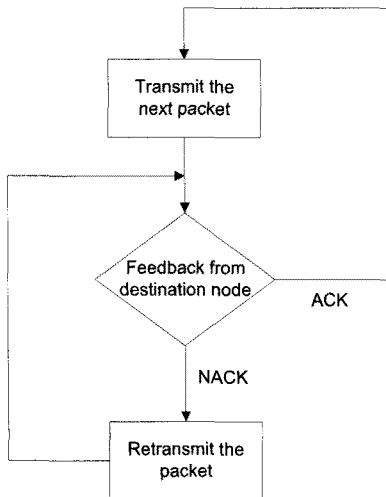 Transmit the
next packet
Feedback from
destination node
ACK
NACK
Retransmit the
packet